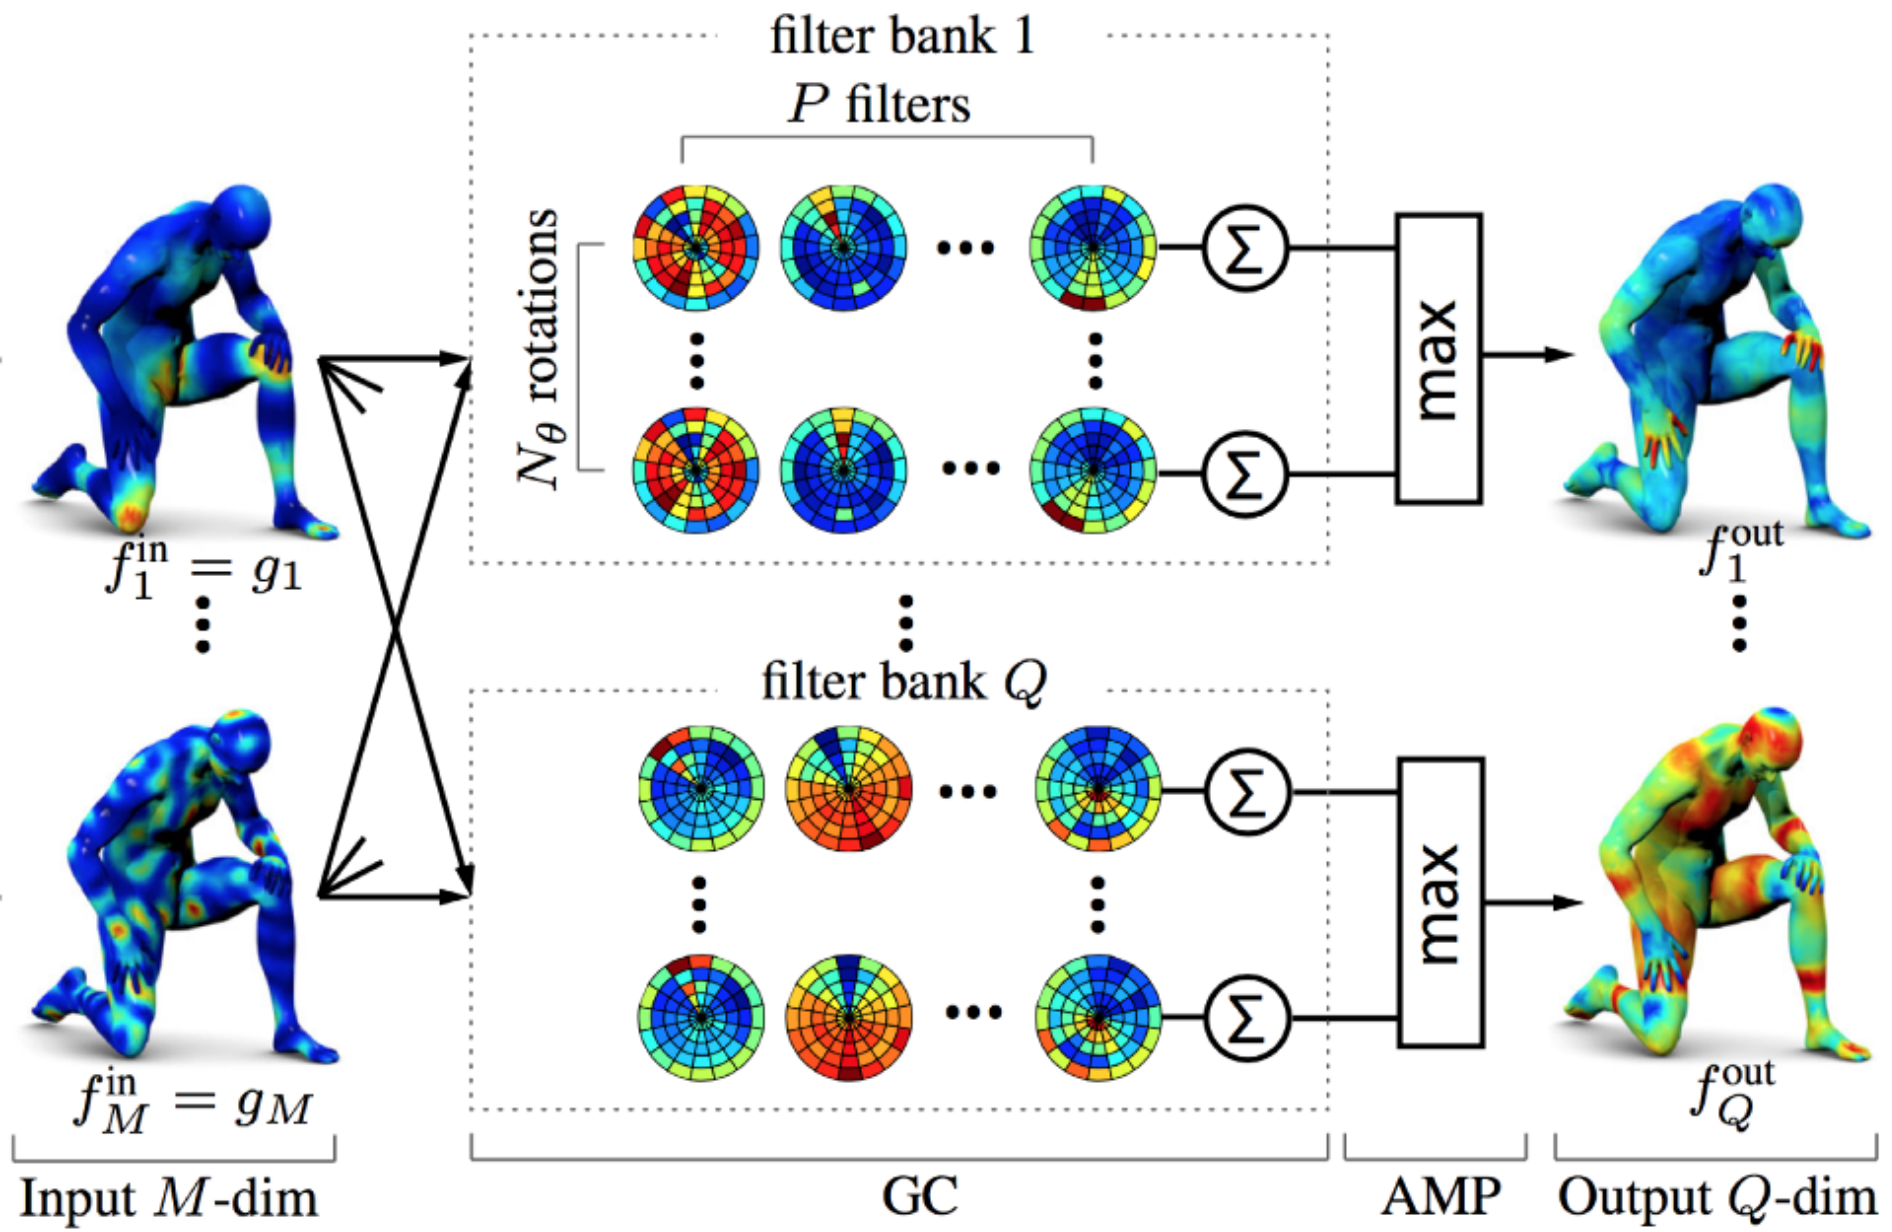 filter bank 1
P filters
N_θ rotations
Σ
Σ
max
f_1^in = g_1
f_1^out
filter bank Q
Σ
Σ
max
f_M^in = g_M
f_Q^out
Input M-dim
GC
AMP
Output Q-dim